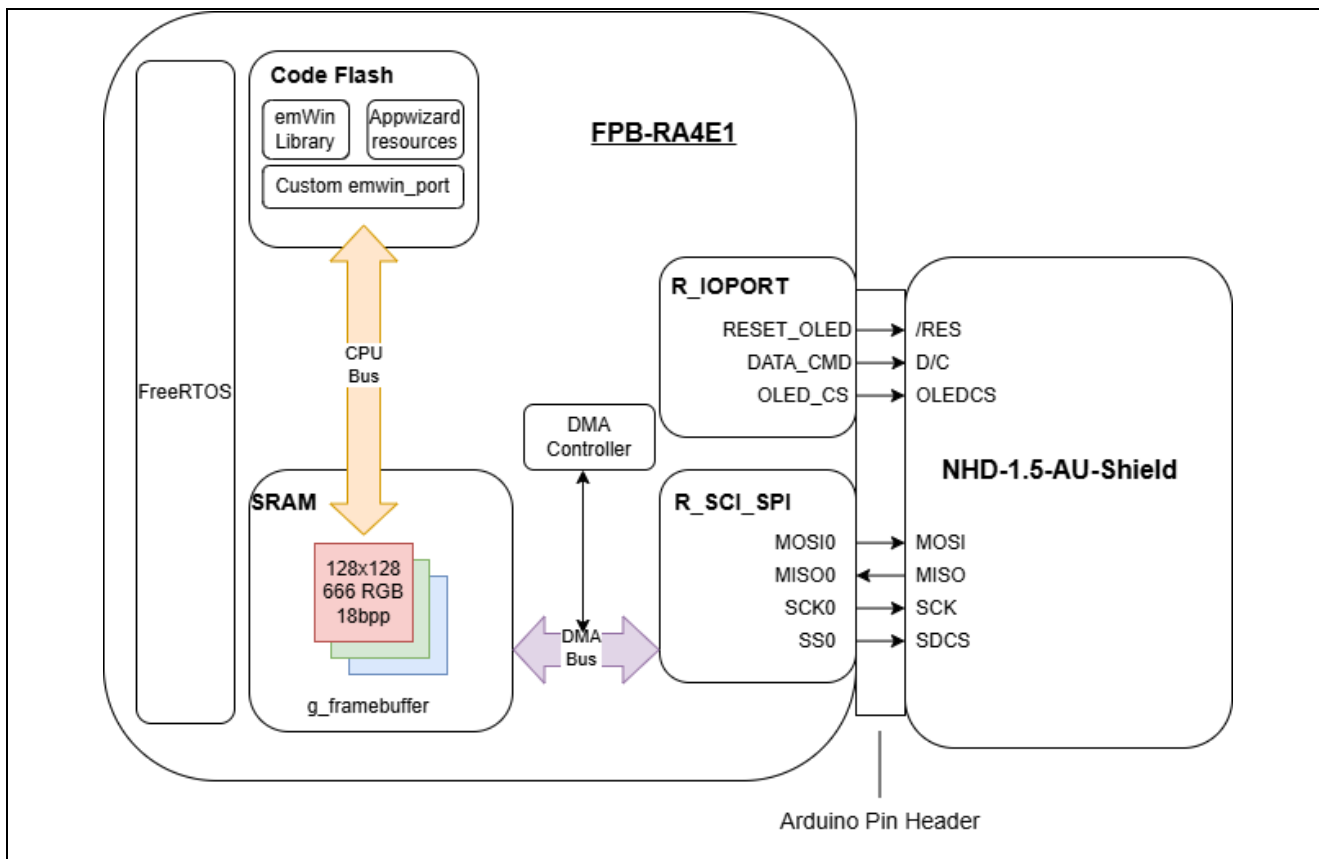 Code Flash
emWin
Library
Appwizard
resources
Custom emwin_port
FPB-RA4E1
FreeRTOS
CPU
Bus
R_IOPORT
RESET_OLED
DATA_CMD
OLED_CS
/RES
D/C
OLEDCS
NHD-1.5-AU-Shield
DMA
Controller
SRAM
128x128
666 RGB
18bpp
g_framebuffer
DMA
Bus
R_SCI_SPI
MOSI0
MISO0
SCK0
SS0
MOSI
MISO
SCK
SDCS
Arduino Pin Header